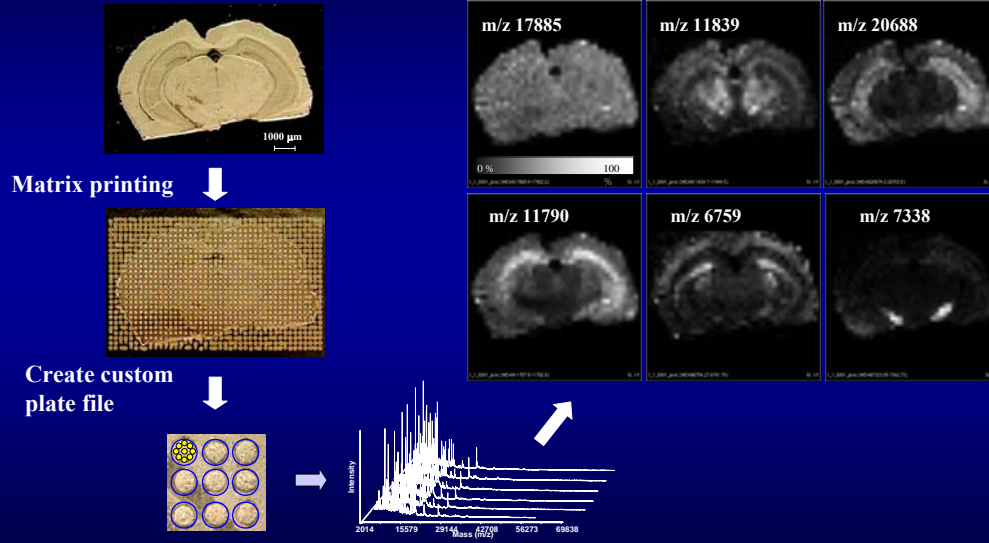 1000 µm
Matrix printing
Create custom
plate file
Intensity
2014 15579 29144 42708 56273 69838
Mass (m/z)
m/z 17885
m/z 11839
m/z 20688
0 %
100
%
m/z 11790
m/z 6759
m/z 7338